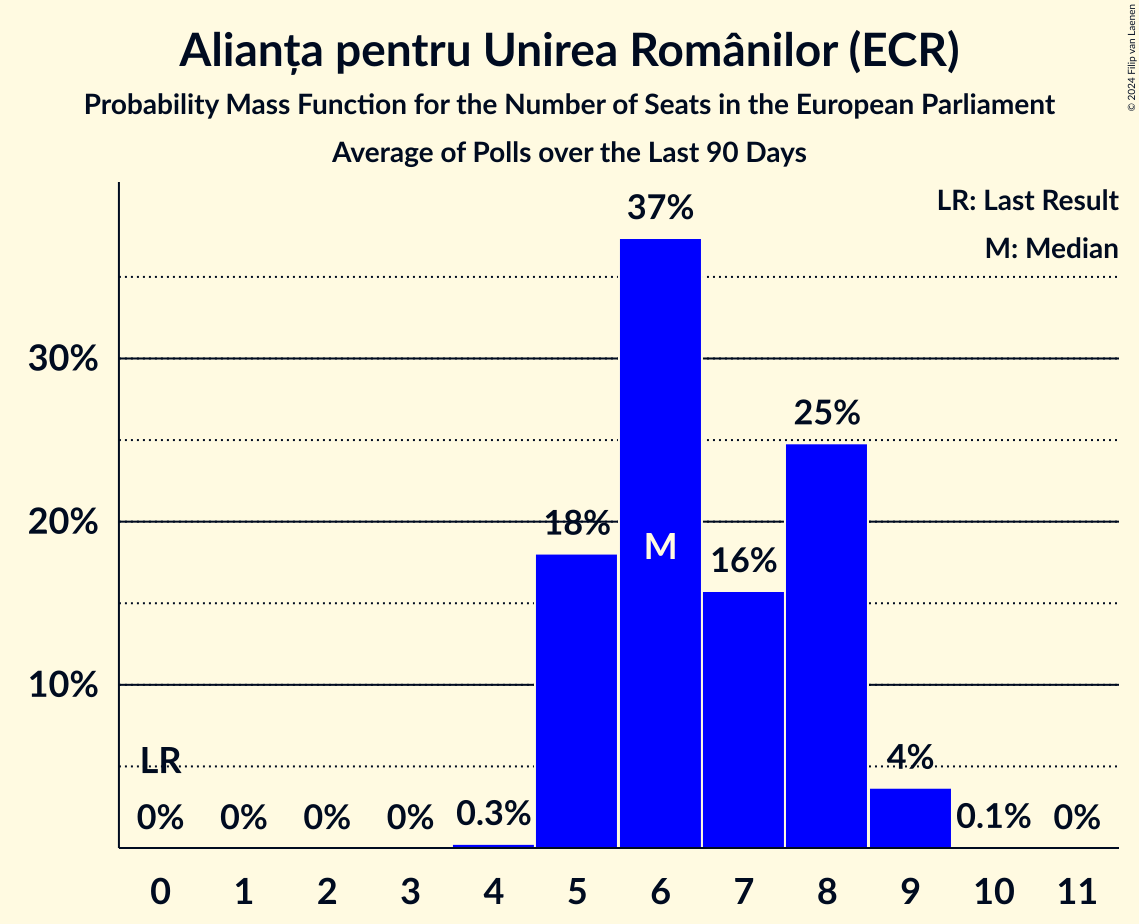 Alianța pentru Unirea Românilor (ECR)
Probability Mass Function for the Number of Seats in the European Parliament
Average of Polls over the Last 90 Days
© 2024 Filip van Laenen
LR: Last Result
M: Median
37%
30%
25%
20%
18%
M
16%
10%
LR
4%
0% 0% 0% 0% 0.3% 0.1% 0%
0 1 2 3 4 5 6 7 8 9 10 11